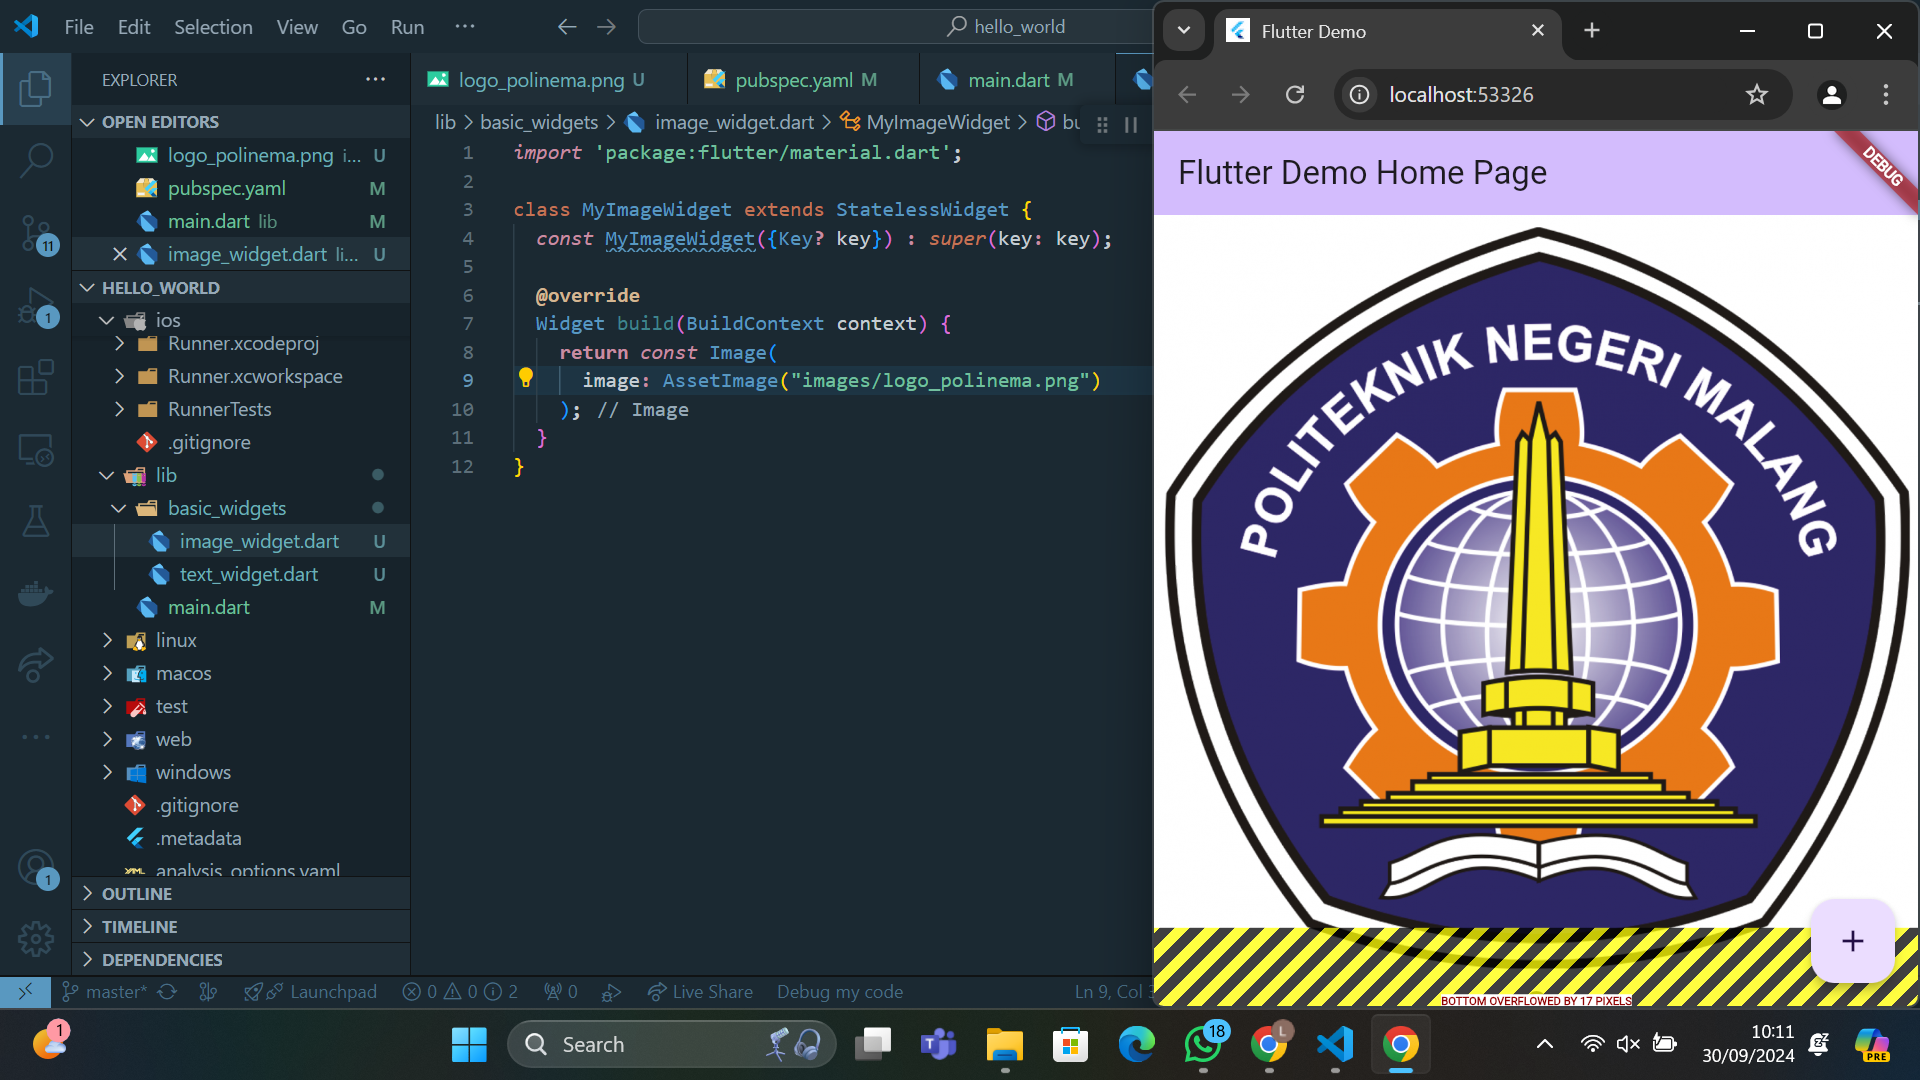 File Edit Selection View Go Run ··· hello_world
EXPLORER ···
OPEN EDITORS
logo_polinema.png i... U
pubspec.yaml M
main.dart lib M
image_widget.dart li... U
HELLO_WORLD
ios
Runner.xcodeproj
Runner.xcworkspace
RunnerTests
.gitignore
lib
basic_widgets
image_widget.dart U
text_widget.dart U
main.dart M
linux
macos
test
web
windows
.gitignore
.metadata
analysis_options.yaml
OUTLINE
TIMELINE
DEPENDENCIES
11
1
1
logo_polinema.png U pubspec.yaml M main.dart M
lib > basic_widgets > image_widget.dart > MyImageWidget > bu
1 import 'package:flutter/material.dart';
2
3 class MyImageWidget extends StatelessWidget {
4 const MyImageWidget({Key? key}) : super(key: key);
5
6 @override
7 Widget build(BuildContext context) {
8 return const Image(
9 image: AssetImage("images/logo_polinema.png")
10 ); // Image
11 }
12 }
master* Launchpad 0 0 2 0 Live Share Debug my code Ln 9, Col 3
Flutter Demo
localhost:53326
Flutter Demo Home Page
DEBUG
POLITEKNIK NEGERI MALANG
+
BOTTOM OVERFLOWED BY 17 PIXELS
1 Search T 18 L 10:11
30/09/2024
PRE